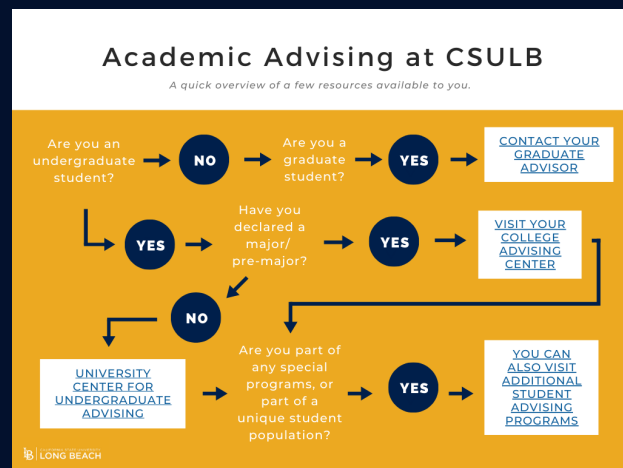 Academic Advising at CSULB
A quick overview of a few resources available to you.
Are you an
undergraduate
student?
NO
Are you a
graduate
student?
YES
CONTACT YOUR
GRADUATE
ADVISOR
YES
Have you
declared a
major/
pre-major?
YES
VISIT YOUR
COLLEGE
ADVISING
CENTER
NO
UNIVERSITY
CENTER FOR
UNDERGRADUATE
ADVISING
Are you part of
any special
programs, or
part of a
unique student
population?
YES
YOU CAN
ALSO VISIT
ADDITIONAL
STUDENT
ADVISING
PROGRAMS
LB
LONG BEACH